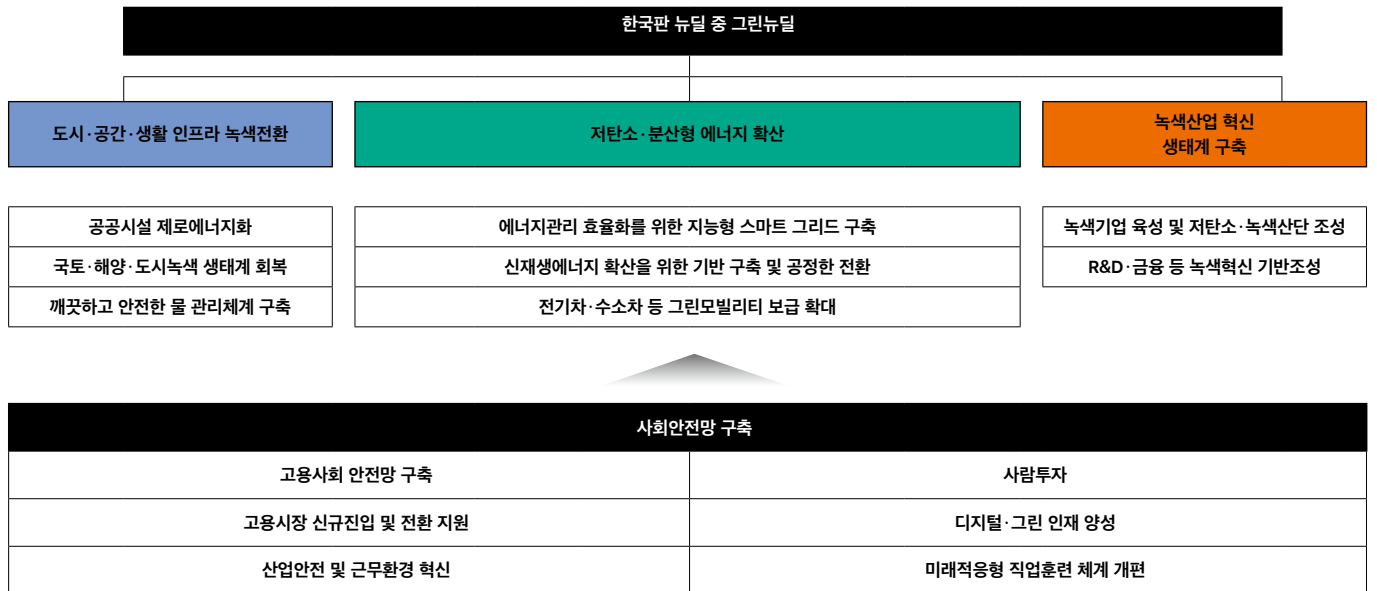 한국판 뉴딜 중 그린뉴딜
도시·공간·생활 인프라 녹색전환
저탄소·분산형 에너지 확산
녹색산업 혁신
생태계 구축
공공시설 제로에너지화
국토·해양·도시녹색 생태계 회복
깨끗하고 안전한 물 관리체계 구축
에너지관리 효율화를 위한 지능형 스마트 그리드 구축
신재생에너지 확산을 위한 기반 구축 및 공정한 전환
전기차·수소차 등 그린모빌리티 보급 확대
녹색기업 육성 및 저탄소·녹색산단 조성
R&D·금융 등 녹색혁신 기반조성
사회안전망 구축
고용사회 안전망 구축
사람투자
고용시장 신규진입 및 전환 지원
디지털·그린 인재 양성
산업안전 및 근무환경 혁신
미래적응형 직업훈련 체계 개편